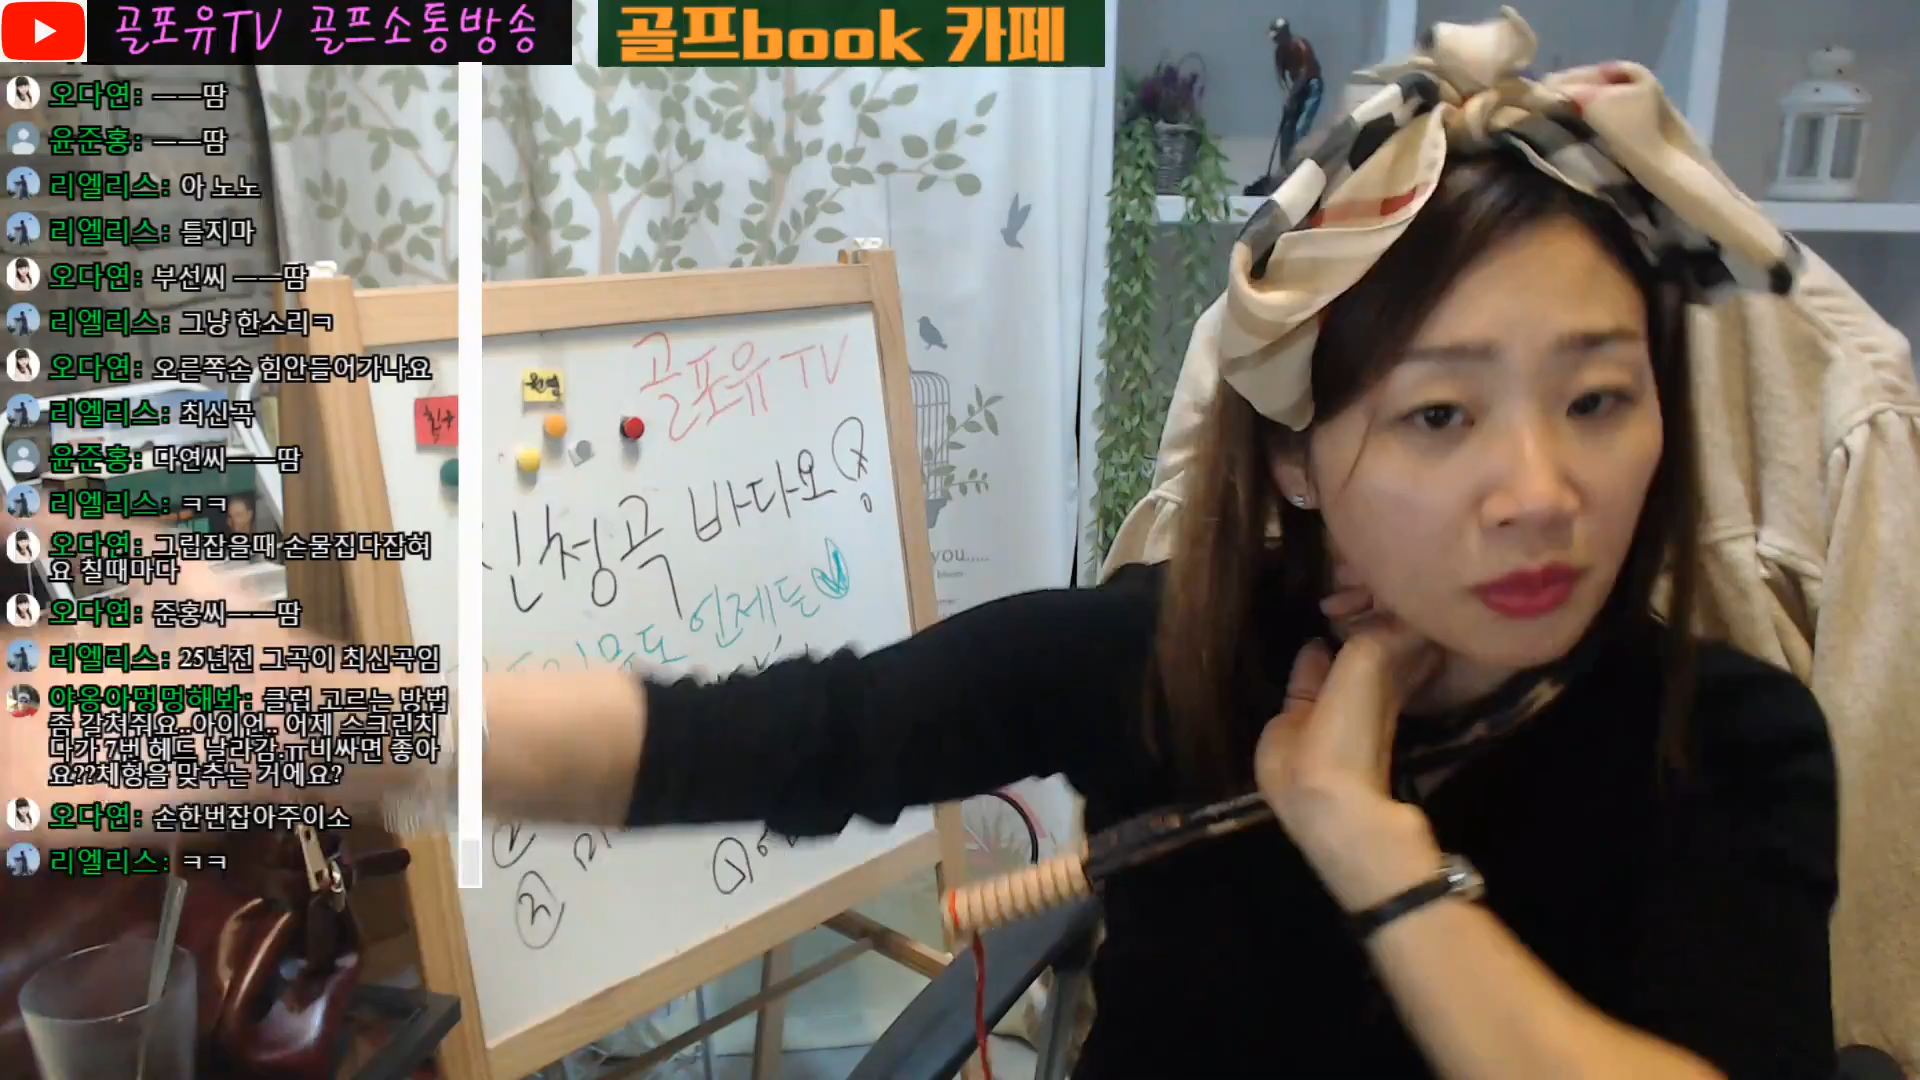 골포유TV 골프소통방송
골프book 카페
오다연: ㅡㅡ땀
윤준홍: ㅡㅡ땀
리엘리스: 아 노노
리엘리스: 틀지마
오다연: 부선씨 ㅡㅡ땀
리엘리스: 그냥 한소리ㅋ
오다연: 오른쪽손 힘안들어가나요
리엘리스: 최신곡
윤준홍: 다연씨ㅡㅡ땀
리엘리스: ㅋㅋ
오다연: 그립잡을때 손물집다잡혀
요 칠때마다
오다연: 준홍씨ㅡㅡ땀
리엘리스: 25년전 그곡이 최신곡임
야옹아멍멍해봐: 클럽 고르는 방법
좀 갈쳐줘요..아이언.. 어제 스크린치
다가 7번 헤드 날라감.ㅠ비싸면 좋아
요??체형을 맞추는 거에요?
오다연: 손한번잡아주이소
리엘리스: ㅋㅋ
골포유TV
신청곡 바다요
언제든
you.....